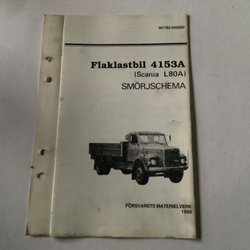 Flaklastbil 4153A
(Scania L80A)
SMÖRJSCHEMA
FÖRSVARETS MATERIELVERK